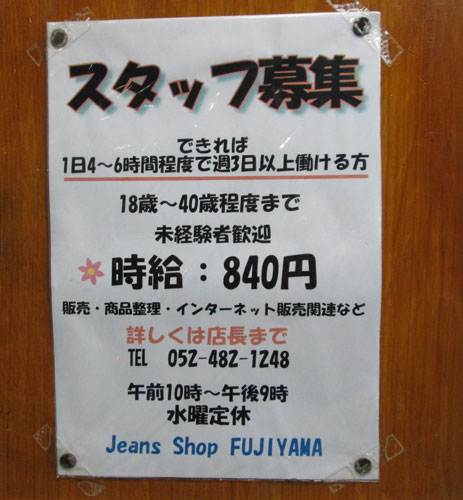 スタッフ募集
できれば
1日4〜6時間程度で週3日以上働ける方
18歳〜40歳程度まで
未経験者歓迎
時給：840円
販売・商品整理・インターネット販売関連など
詳しくは店長まで
TEL 052-482-1248
午前10時〜午後9時
水曜定休
Jeans Shop FUJIYAMA